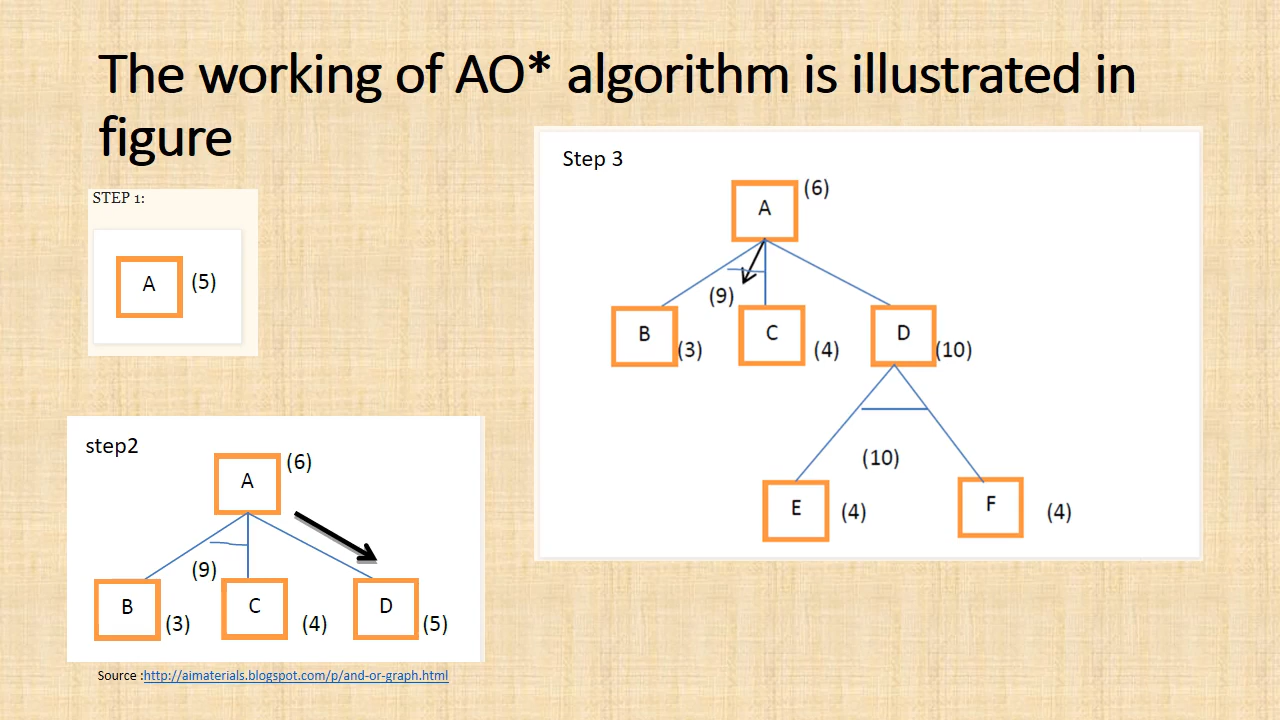 The working of AO* algorithm is illustrated in
figure
STEP 1:
A
(5)
step2
A
(6)
(9)
B
(3)
C
(4)
D
(5)
Step 3
A
(6)
(9)
B
(3)
C
(4)
D
(10)
(10)
E
(4)
F
(4)
Source :http://aimaterials.blogspot.com/p/and-or-graph.html